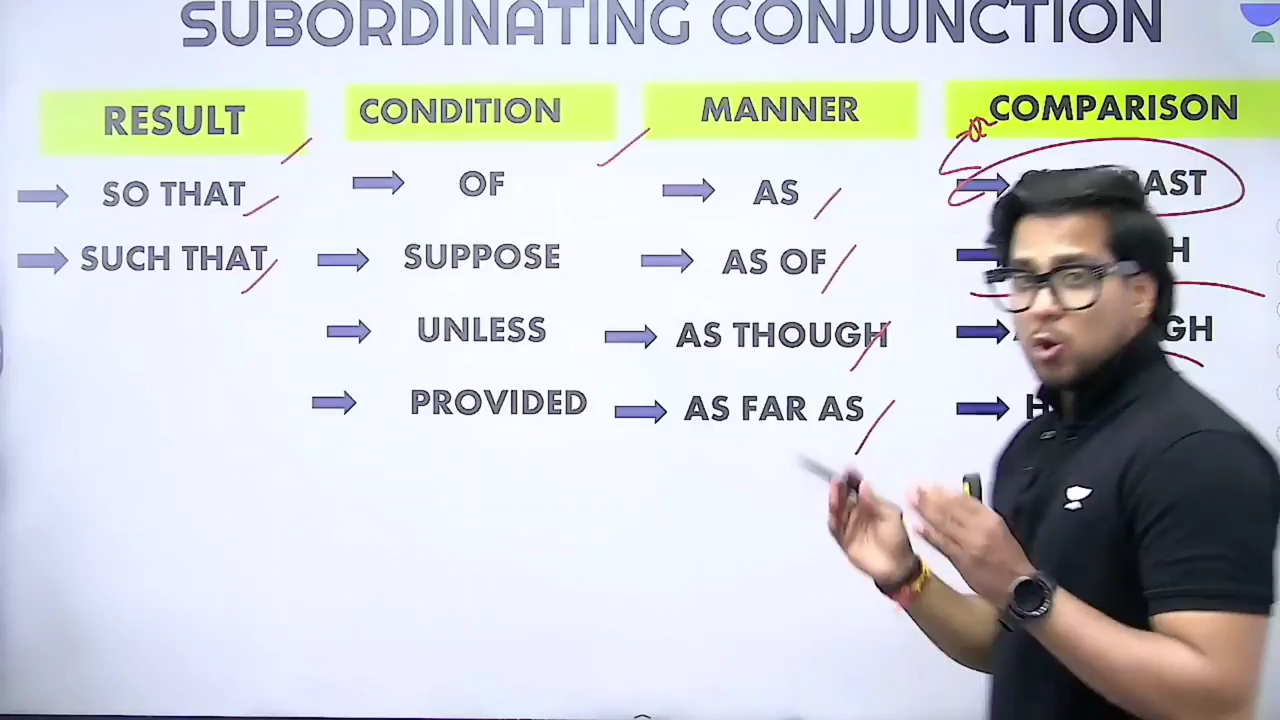 SUBORDINATING CONJUNCTION
RESULT
SO THAT
SUCH THAT
CONDITION
OF
SUPPOSE
UNLESS
PROVIDED
MANNER
AS
AS OF
AS THOUGH
AS FAR AS
COMPARISON
or